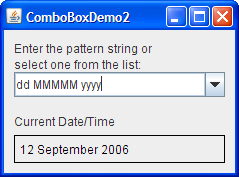 ComboBoxDemo2
Enter the pattern string or
select one from the list:
dd MMMMM yyyy
Current Date/Time
12 September 2006